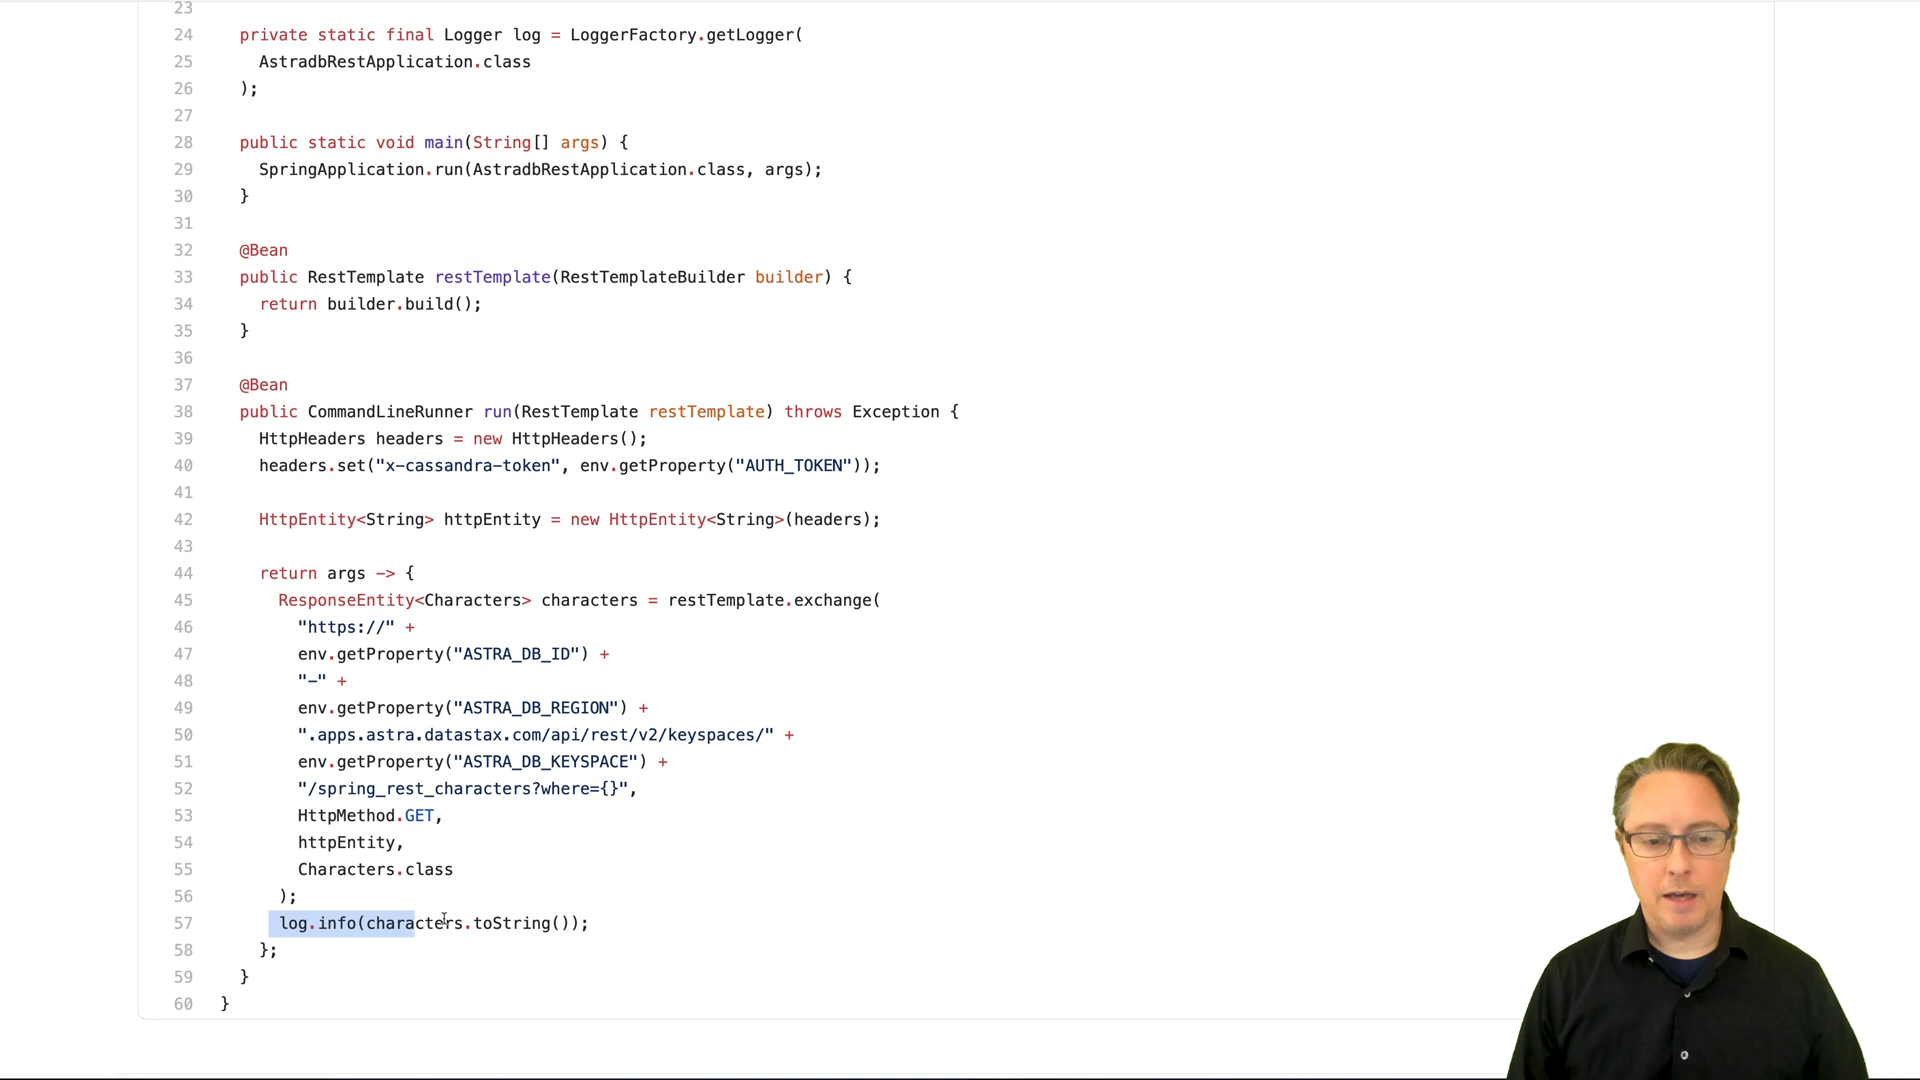 23
24 private static final Logger log = LoggerFactory.getLogger(
25 AstradbRestApplication.class
26 );
27
28 public static void main(String[] args) {
29 SpringApplication.run(AstradbRestApplication.class, args);
30 }
31
32 @Bean
33 public RestTemplate restTemplate(RestTemplateBuilder builder) {
34 return builder.build();
35 }
36
37 @Bean
38 public CommandLineRunner run(RestTemplate restTemplate) throws Exception {
39 HttpHeaders headers = new HttpHeaders();
40 headers.set("x-cassandra-token", env.getProperty("AUTH_TOKEN"));
41
42 HttpEntity<String> httpEntity = new HttpEntity<String>(headers);
43
44 return args -> {
45 ResponseEntity<Characters> characters = restTemplate.exchange(
46 "https://" +
47 env.getProperty("ASTRA_DB_ID") +
48 "-" +
49 env.getProperty("ASTRA_DB_REGION") +
50 ".apps.astra.datastax.com/api/rest/v2/keyspaces/" +
51 env.getProperty("ASTRA_DB_KEYSPACE") +
52 "/spring_rest_characters?where={}",
53 HttpMethod.GET,
54 httpEntity,
55 Characters.class
56 );
57 log.info(characters.toString());
58 };
59 }
60 }